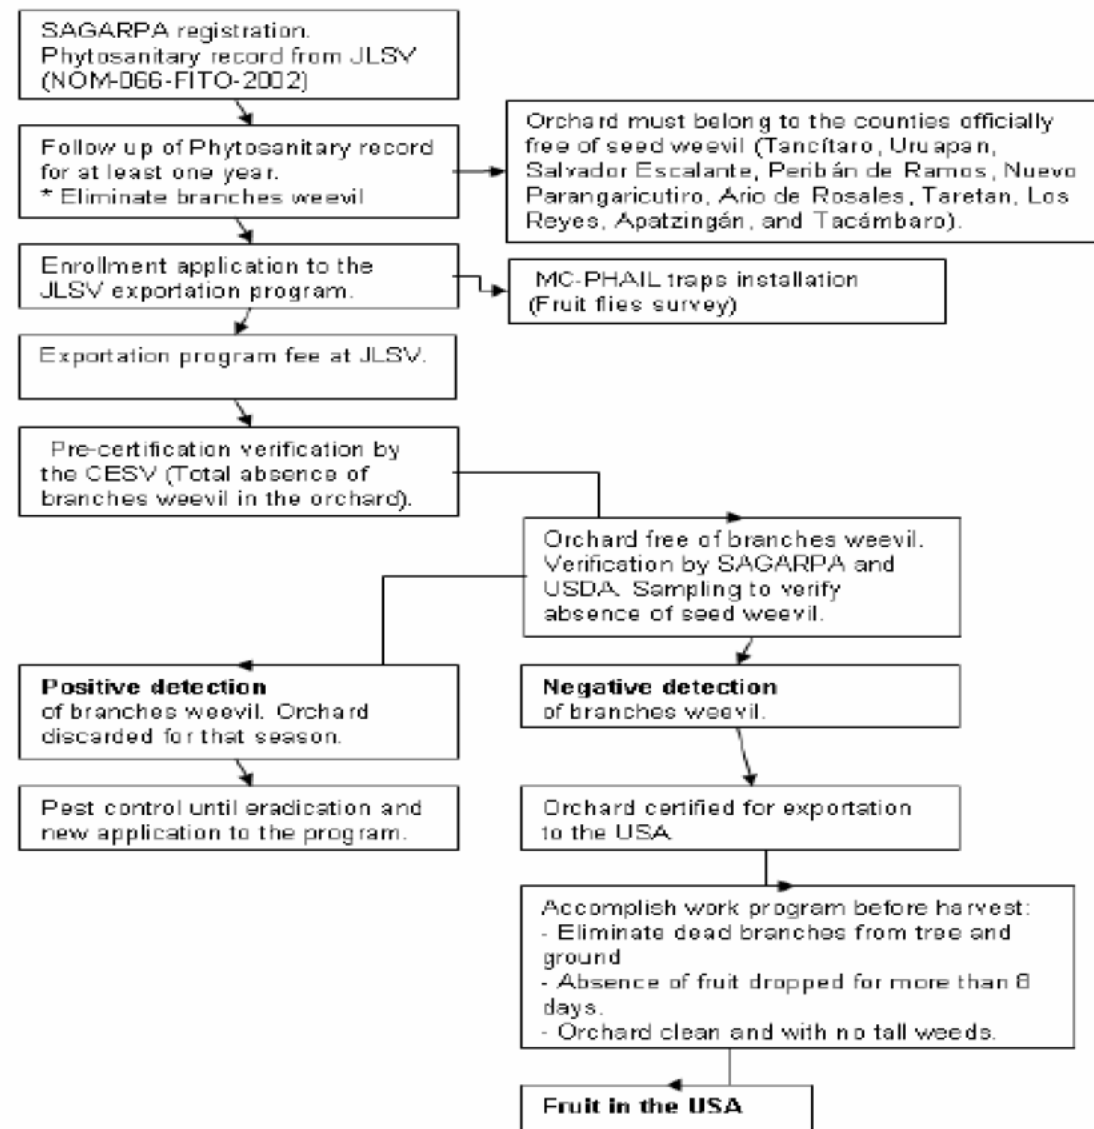 SAGARPA registration.
Phytosanitary record from JLSV
(NOM-066-FITO-2002)
Follow up of Phytosanitary record
for at least one year.
* Eliminate branches weevil
Orchard must belong to the counties officially
free of seed weevil (Tancítaro, Uruapan,
Salvador Escalante, Peribán de Ramos, Nuevo
Parangaricutiro, Ario de Rosales, Taretan, Los
Reyes, Apatzingán, and Tacámbaro).
Enrollment application to the
JLSV exportation program.
MC-PHAIL traps installation
(Fruit flies survey)
Exportation program fee at JLSV.
Pre-certification verification by
the CESV (Total absence of
branches weevil in the orchard).
Orchard free of branches weevil.
Verification by SAGARPA and
USDA. Sampling to verify
absence of seed weevil.
Positive detection
of branches weevil. Orchard
discarded for that season.
Negative detection
of branches weevil.
Pest control until eradication and
new application to the program.
Orchard certified for exportation
to the USA
Accomplish work program before harvest:
- Eliminate dead branches from tree and
ground
- Absence of fruit dropped for more than 8
days.
- Orchard clean and with no tall weeds.
Fruit in the USA